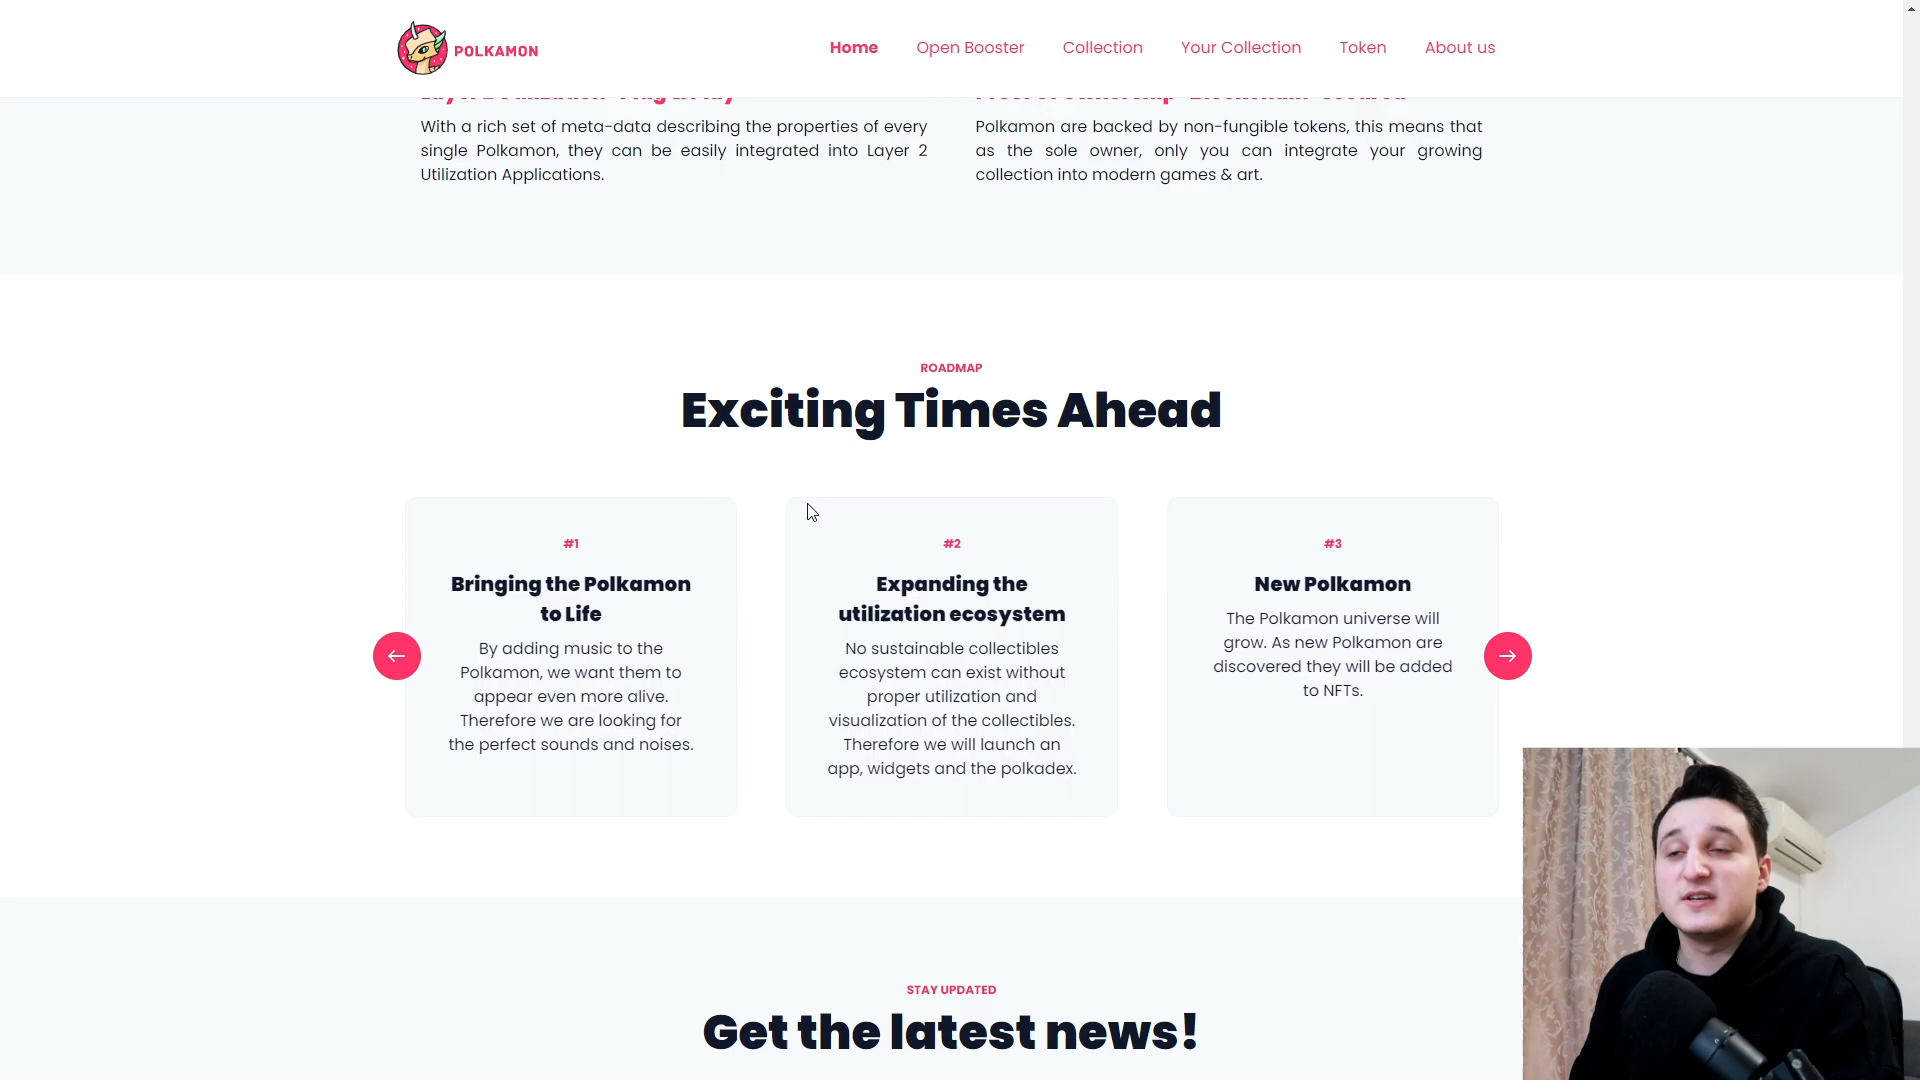 POLKAMON
Home
Open Booster
Collection
Your Collection
Token
About us
With a rich set of meta-data describing the properties of every
single Polkamon, they can be easily integrated into Layer 2
Utilization Applications.
Polkamon are backed by non-fungible tokens, this means that
as the sole owner, only you can integrate your growing
collection into modern games & art.
ROADMAP
Exciting Times Ahead
#1
Bringing the Polkamon
to Life
By adding music to the
Polkamon, we want them to
appear even more alive.
Therefore we are looking for
the perfect sounds and noises.
#2
Expanding the
utilization ecosystem
No sustainable collectibles
ecosystem can exist without
proper utilization and
visualization of the collectibles.
Therefore we will launch an
app, widgets and the polkadex.
#3
New Polkamon
The Polkamon universe will
grow. As new Polkamon are
discovered they will be added
to NFTs.
STAY UPDATED
Get the latest news!